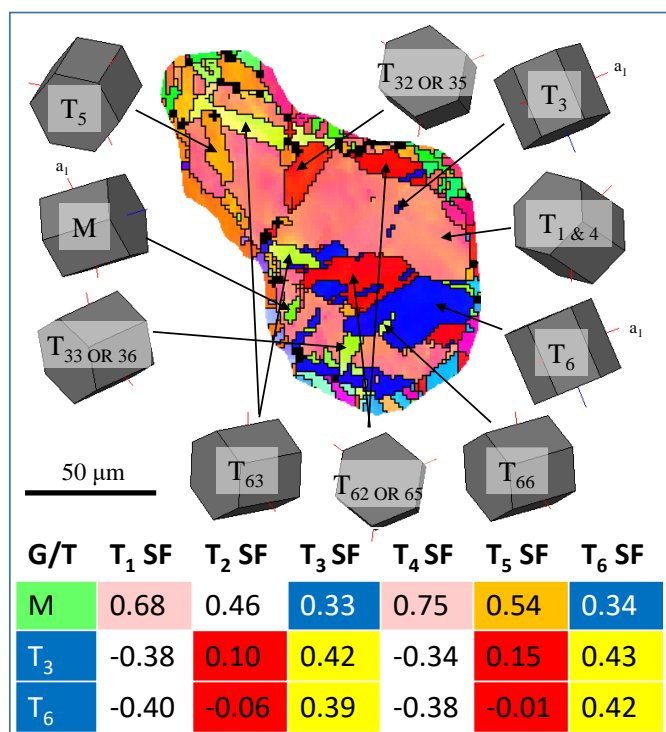 T5
a1
M
T33 OR 36
T32 OR 35
T3
a1
T1 & 4
T6
a1
T63
T62 OR 65
T66
50 μm
G/T T1 SF T2 SF T3 SF T4 SF T5 SF T6 SF
M 0.68 0.46 0.33 0.75 0.54 0.34
T3 -0.38 0.10 0.42 -0.34 0.15 0.43
T6 -0.40 -0.06 0.39 -0.38 -0.01 0.42